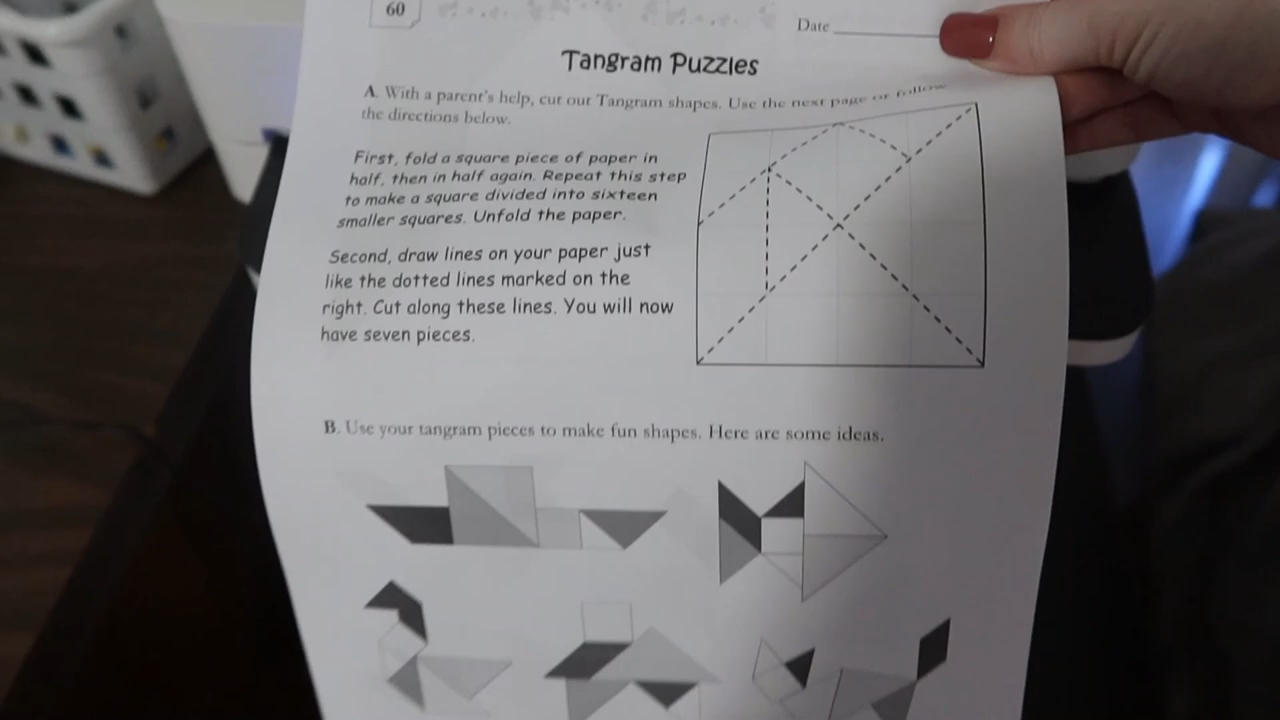 60
Date
Tangram Puzzles
A. With a parent's help, cut out Tangram shapes. Use the next page or follow
the directions below.
First, fold a square piece of paper in
half, then in half again. Repeat this step
to make a square divided into sixteen
smaller squares. Unfold the paper.
Second, draw lines on your paper just
like the dotted lines marked on the
right. Cut along these lines. You will now
have seven pieces.
B. Use your tangram pieces to make fun shapes. Here are some ideas.